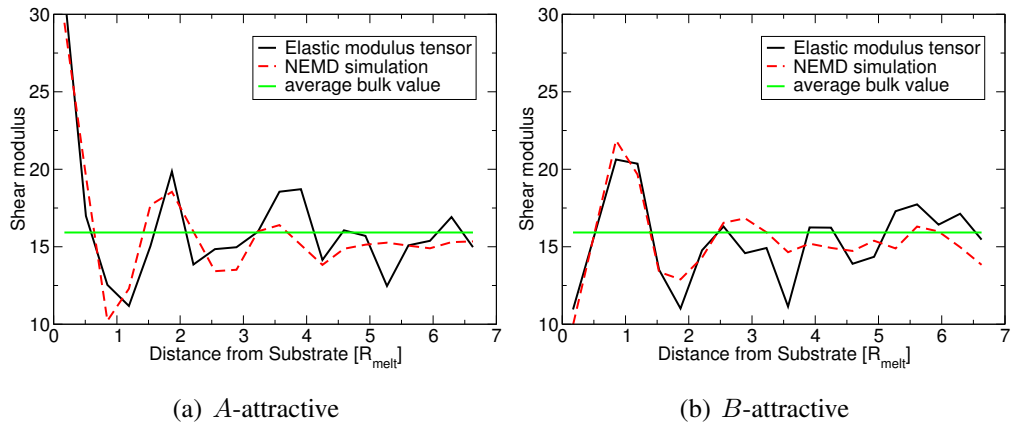 30
25
20
15
10
Shear modulus
Elastic modulus tensor
NEMD simulation
average bulk value
0 1 2 3 4 5 6 7
Distance from Substrate [R_melt]
(a) A-attractive
30
25
20
15
10
Shear modulus
Elastic modulus tensor
NEMD simulation
average bulk value
0 1 2 3 4 5 6 7
Distance from Substrate [R_melt]
(b) B-attractive